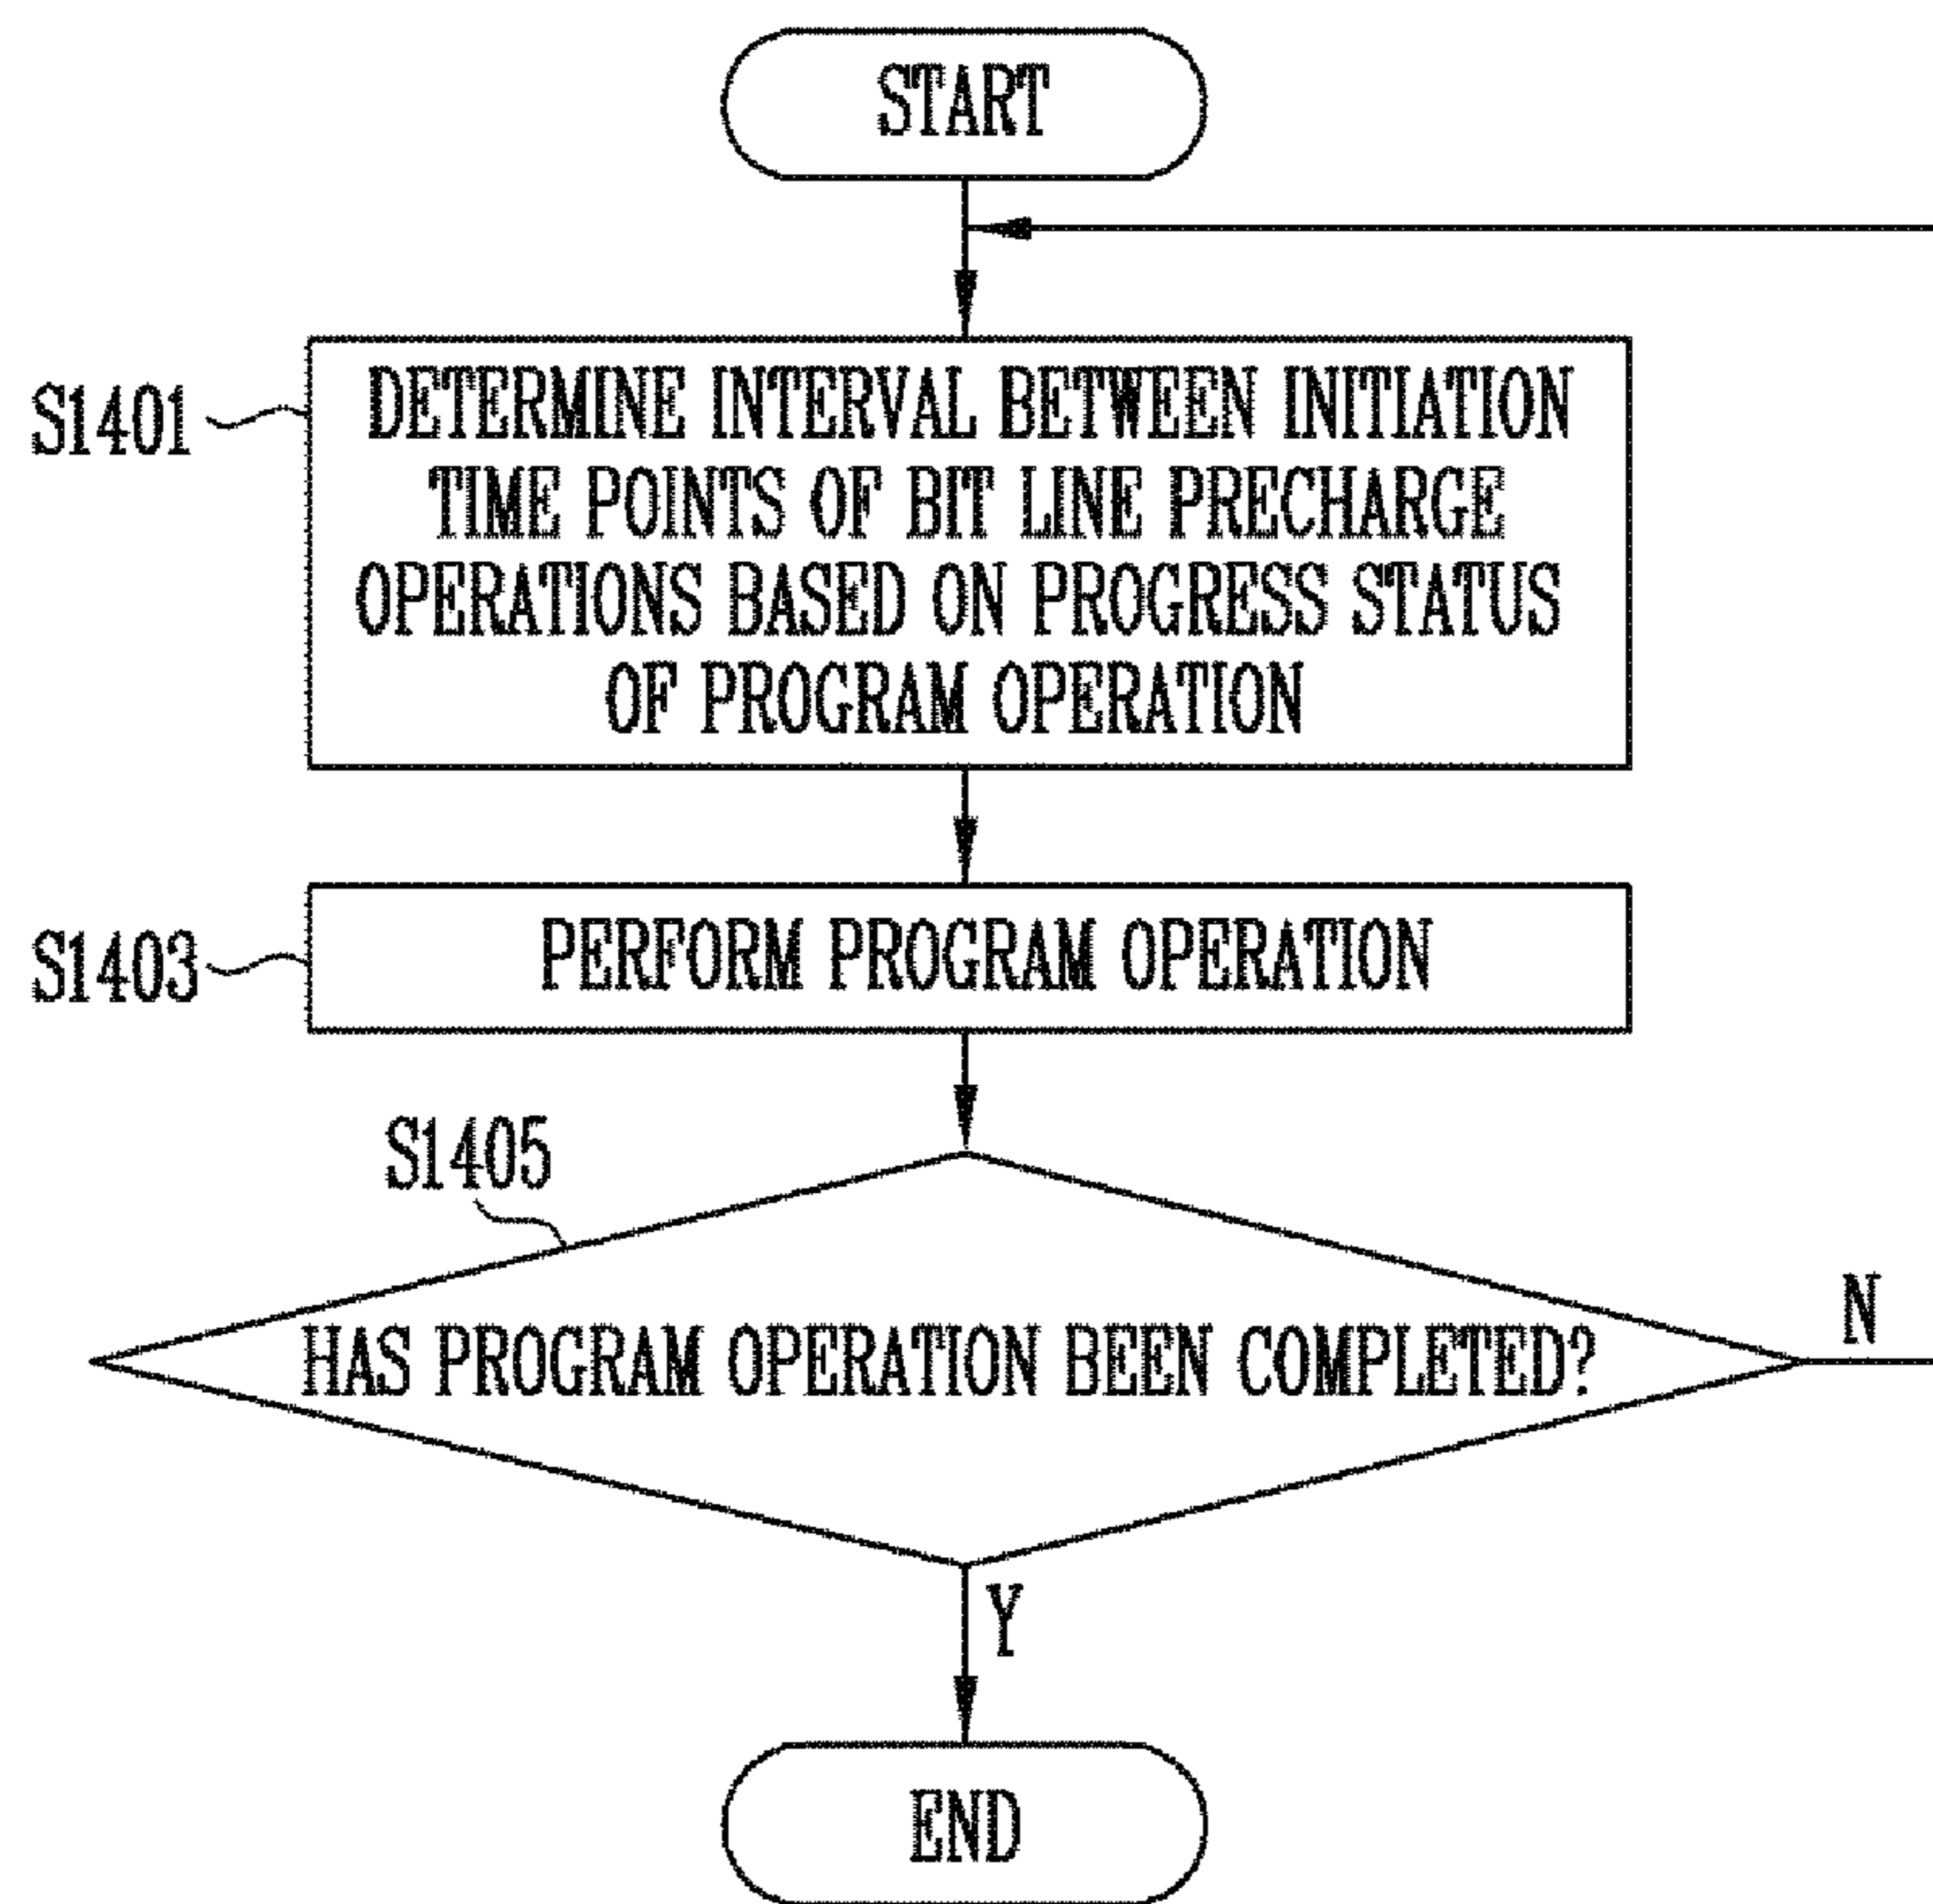 START
S1401
DETERMINE INTERVAL BETWEEN INITIATION
TIME POINTS OF BIT LINE PRECHARGE
OPERATIONS BASED ON PROGRESS STATUS
OF PROGRAM OPERATION
S1403
PERFORM PROGRAM OPERATION
S1405
HAS PROGRAM OPERATION BEEN COMPLETED?
N
Y
END